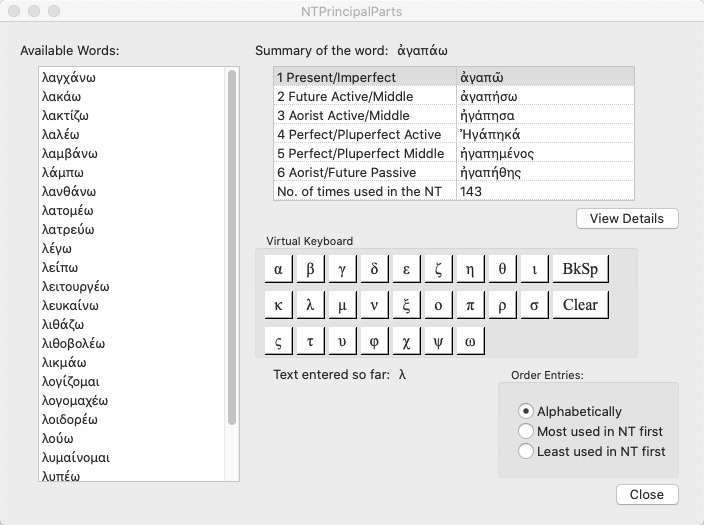 NTPrincipalParts
Available Words:
λαγχάνω
λακάω
λακτίζω
λαλέω
λαμβάνω
λάμπω
λανθάνω
λατομέω
λατρεύω
λέγω
λείπω
λειτουργέω
λευκαίνω
λιθάζω
λιθοβολέω
λικμάω
λογίζομαι
λογομαχέω
λοιδορέω
λούω
λυμαίνομαι
λυπέω
Summary of the word: ἀγαπάω
1 Present/Imperfect ἀγαπῶ
2 Future Active/Middle ἀγαπήσω
3 Aorist Active/Middle ἠγάπησα
4 Perfect/Pluperfect Active Ἠγάπηκά
5 Perfect/Pluperfect Middle ἠγαπημένος
6 Aorist/Future Passive ἠγαπήθης
No. of times used in the NT 143
View Details
Virtual Keyboard
α β γ δ ε ζ η θ ι BkSp
κ λ μ ν ξ ο π ρ σ Clear
ς τ υ φ χ ψ ω
Text entered so far: λ
Order Entries:
Alphabetically
Most used in NT first
Least used in NT first
Close